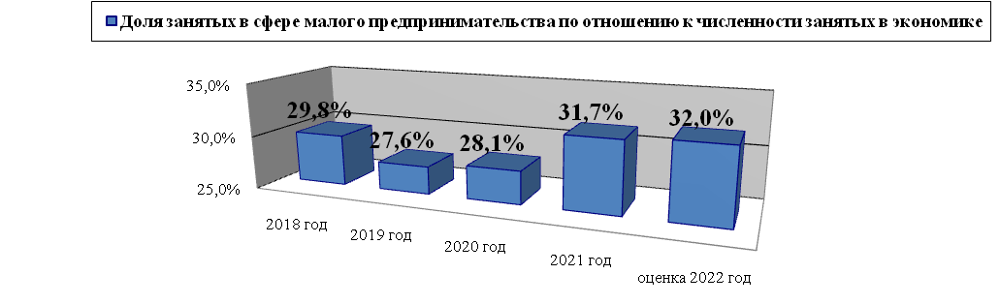 Доля занятых в сфере малого предпринимательства по отношению к численности занятых в экономике
35,0%
30,0%
25,0%
29,8%
27,6%
28,1%
31,7%
32,0%
2018 год
2019 год
2020 год
2021 год
оценка 2022 год